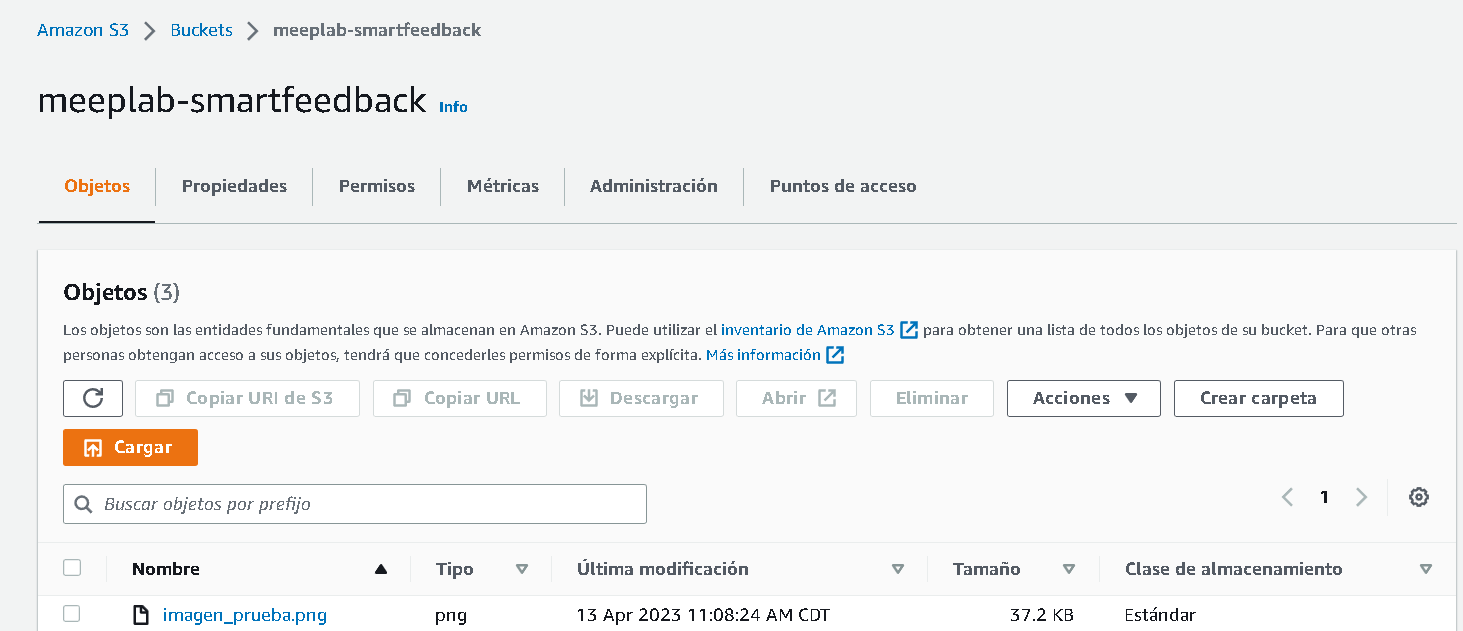 Amazon S3 > Buckets > meeplab-smartfeedback
meeplab-smartfeedback Info
Objetos Propiedades Permisos Métricas Administración Puntos de acceso
Objetos (3)
Los objetos son las entidades fundamentales que se almacenan en Amazon S3. Puede utilizar el inventario de Amazon S3 para obtener una lista de todos los objetos de su bucket. Para que otras
personas obtengan acceso a sus objetos, tendrá que concederles permisos de forma explícita. Más información
Copiar URI de S3 Copiar URL Descargar Abrir Eliminar Acciones Crear carpeta
Cargar
Buscar objetos por prefijo
1
Nombre Tipo Última modificación Tamaño Clase de almacenamiento
imagen_prueba.png png 13 Apr 2023 11:08:24 AM CDT 37.2 KB Estándar